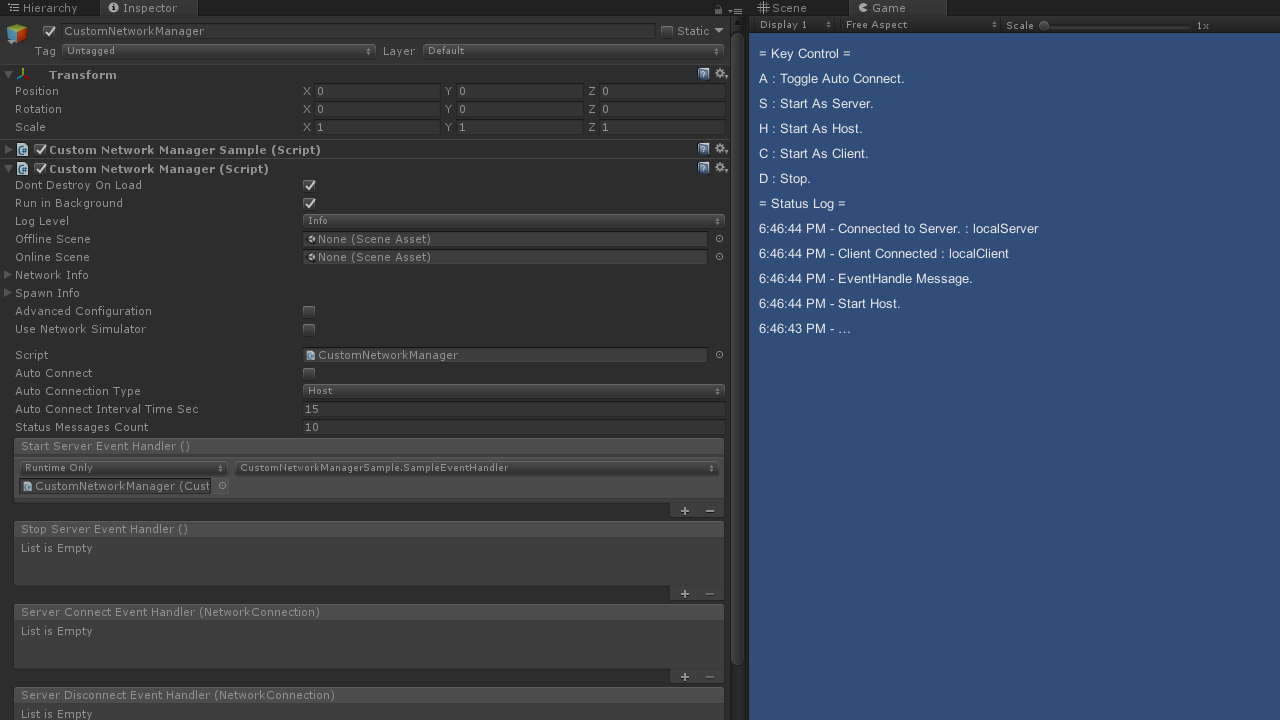 Hierarchy Inspector
CustomNetworkManager Static
Tag Untagged Layer Default
Transform
Position X 0 Y 0 Z 0
Rotation X 0 Y 0 Z 0
Scale X 1 Y 1 Z 1
Custom Network Manager Sample (Script)
Custom Network Manager (Script)
Dont Destroy On Load
Run in Background
Log Level Info
Offline Scene None (Scene Asset)
Online Scene None (Scene Asset)
Network Info
Spawn Info
Advanced Configuration
Use Network Simulator
Script CustomNetworkManager
Auto Connect
Auto Connection Type Host
Auto Connect Interval Time Sec 15
Status Messages Count 10
Start Server Event Handler ()
Runtime Only CustomNetworkManagerSample.SampleEventHandler
CustomNetworkManager (Cust
Stop Server Event Handler ()
List is Empty
Server Connect Event Handler (NetworkConnection)
List is Empty
Server Disconnect Event Handler (NetworkConnection)
List is Empty
Scene Game
Display 1 Free Aspect Scale 1x
= Key Control =
A : Toggle Auto Connect.
S : Start As Server.
H : Start As Host.
C : Start As Client.
D : Stop.
= Status Log =
6:46:44 PM - Connected to Server. : localServer
6:46:44 PM - Client Connected : localClient
6:46:44 PM - EventHandle Message.
6:46:44 PM - Start Host.
6:46:43 PM - …